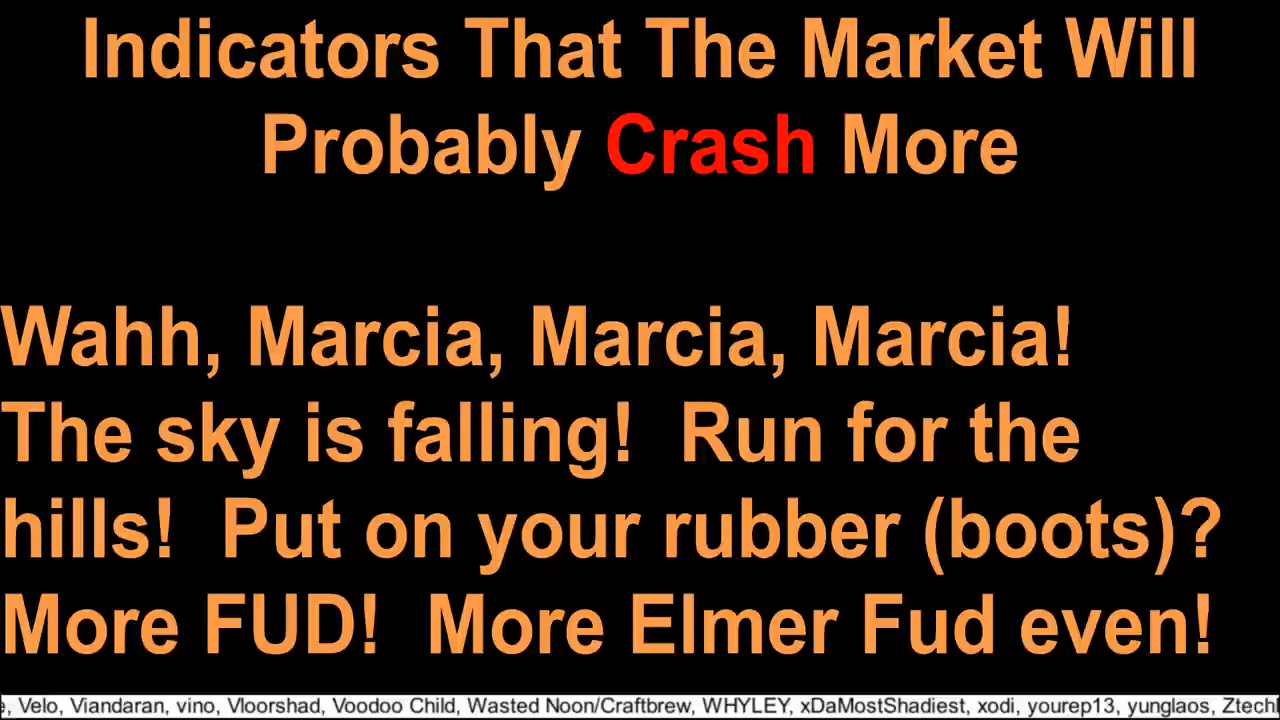 Indicators That The Market Will
Probably Crash More
Wahh, Marcia, Marcia, Marcia!
The sky is falling!  Run for the
hills!  Put on your rubber (boots)?
More FUD!  More Elmer Fud even!
, Velo, Viandaran, vino, Vloorshad, Voodoo Child, Wasted Noon/Craftbrew, WHYLEY, xDaMostShadiest, xodi, yourep13, yunglaos,